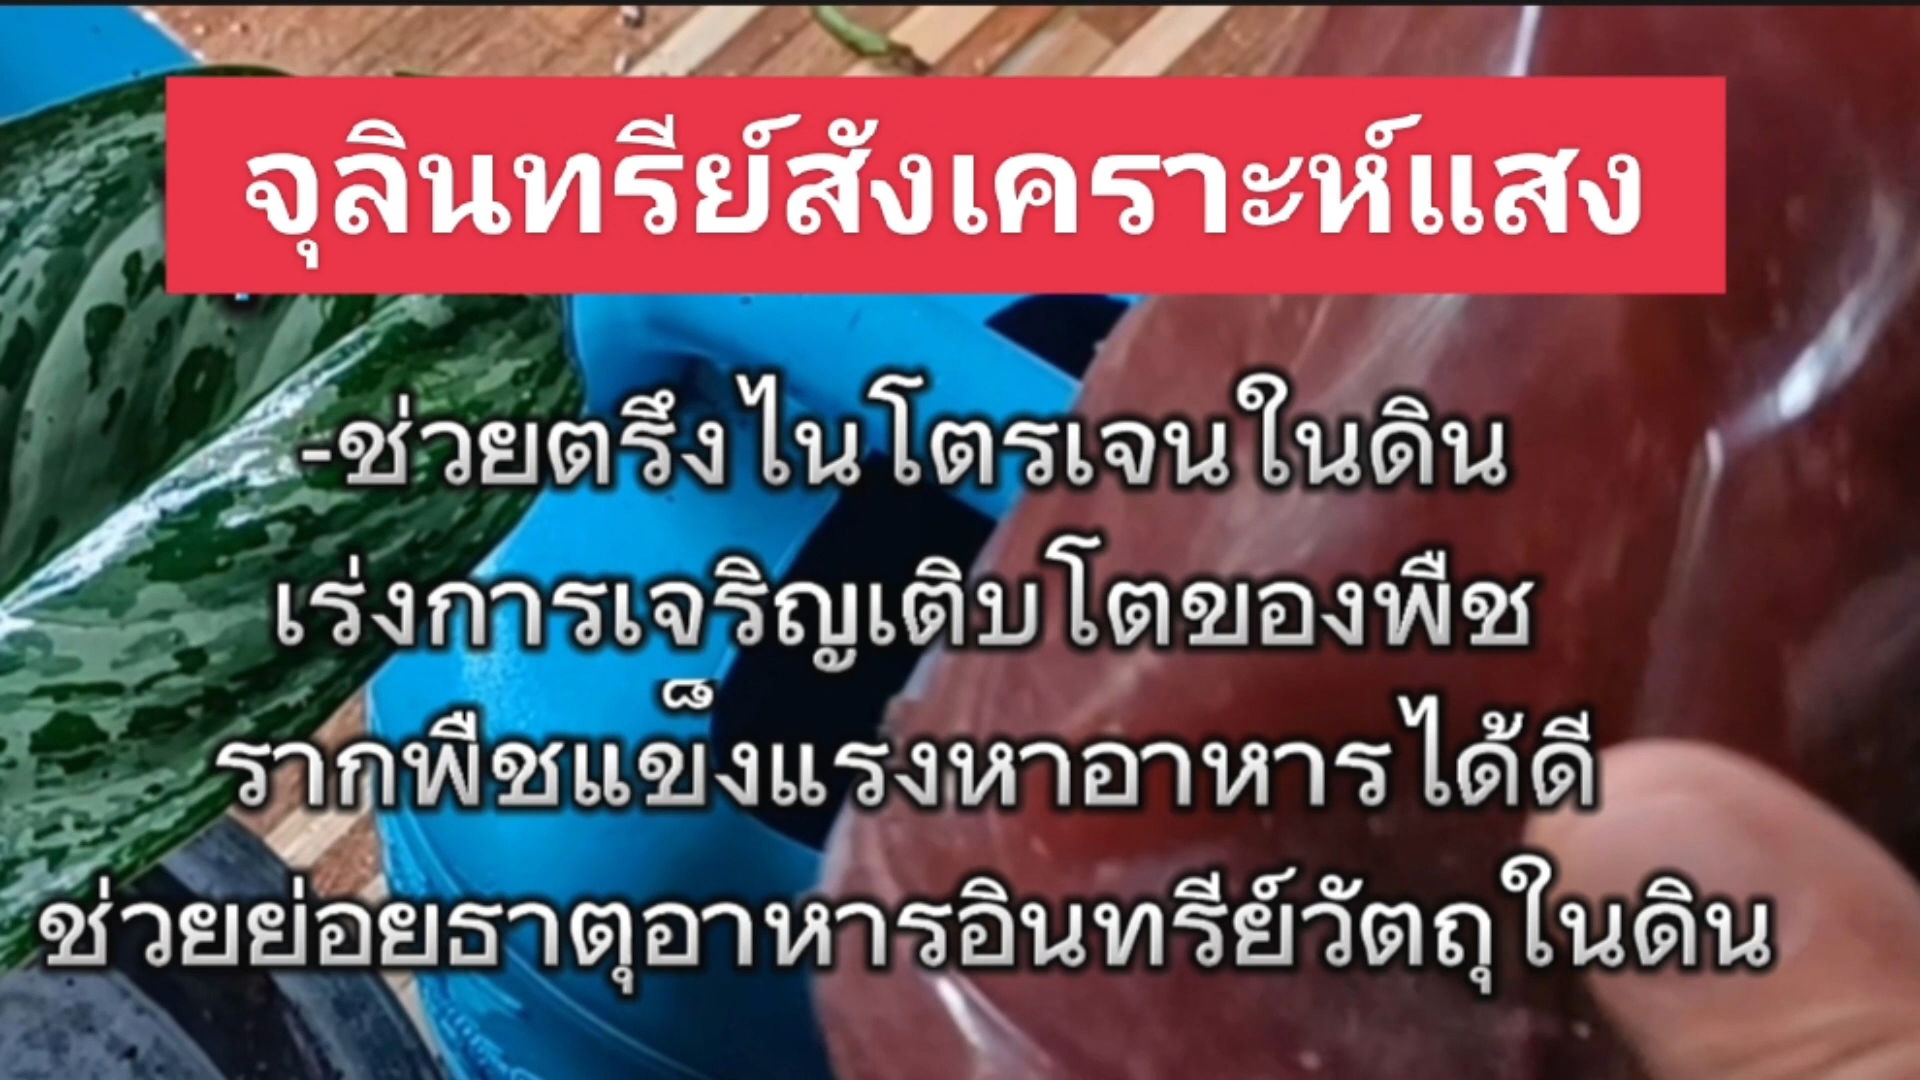 จุลินทรีย์สังเคราะห์แสง
-ช่วยตรึงไนโตรเจนในดิน
เร่งการเจริญเติบโตของพืช
รากพืชแข็งแรงหาอาหารได้ดี
ช่วยย่อยธาตุอาหารอินทรีย์วัตถุในดิน